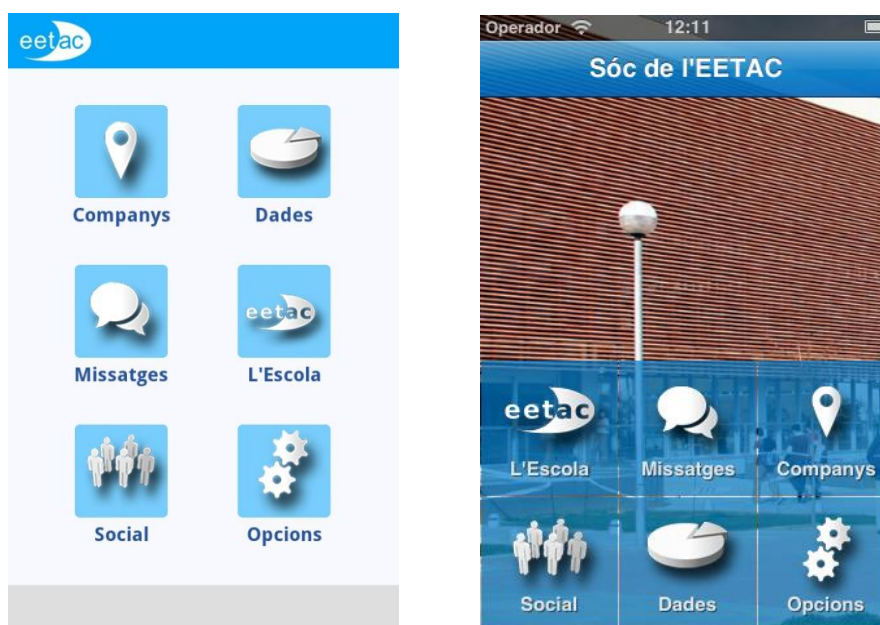 eetac
Companys
Dades
Missatges
eetac
L'Escola
Social
Opcions
Operador
12:11
Sóc de l'EETAC
eetac
L'Escola
Missatges
Companys
Social
Dades
Opcions